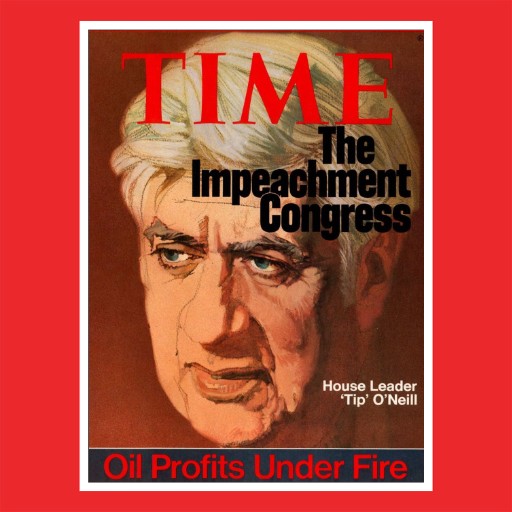 TIME
The
Impeachment
Congress
House Leader
‘Tip’ O’Neill
Oil Profits Under Fire